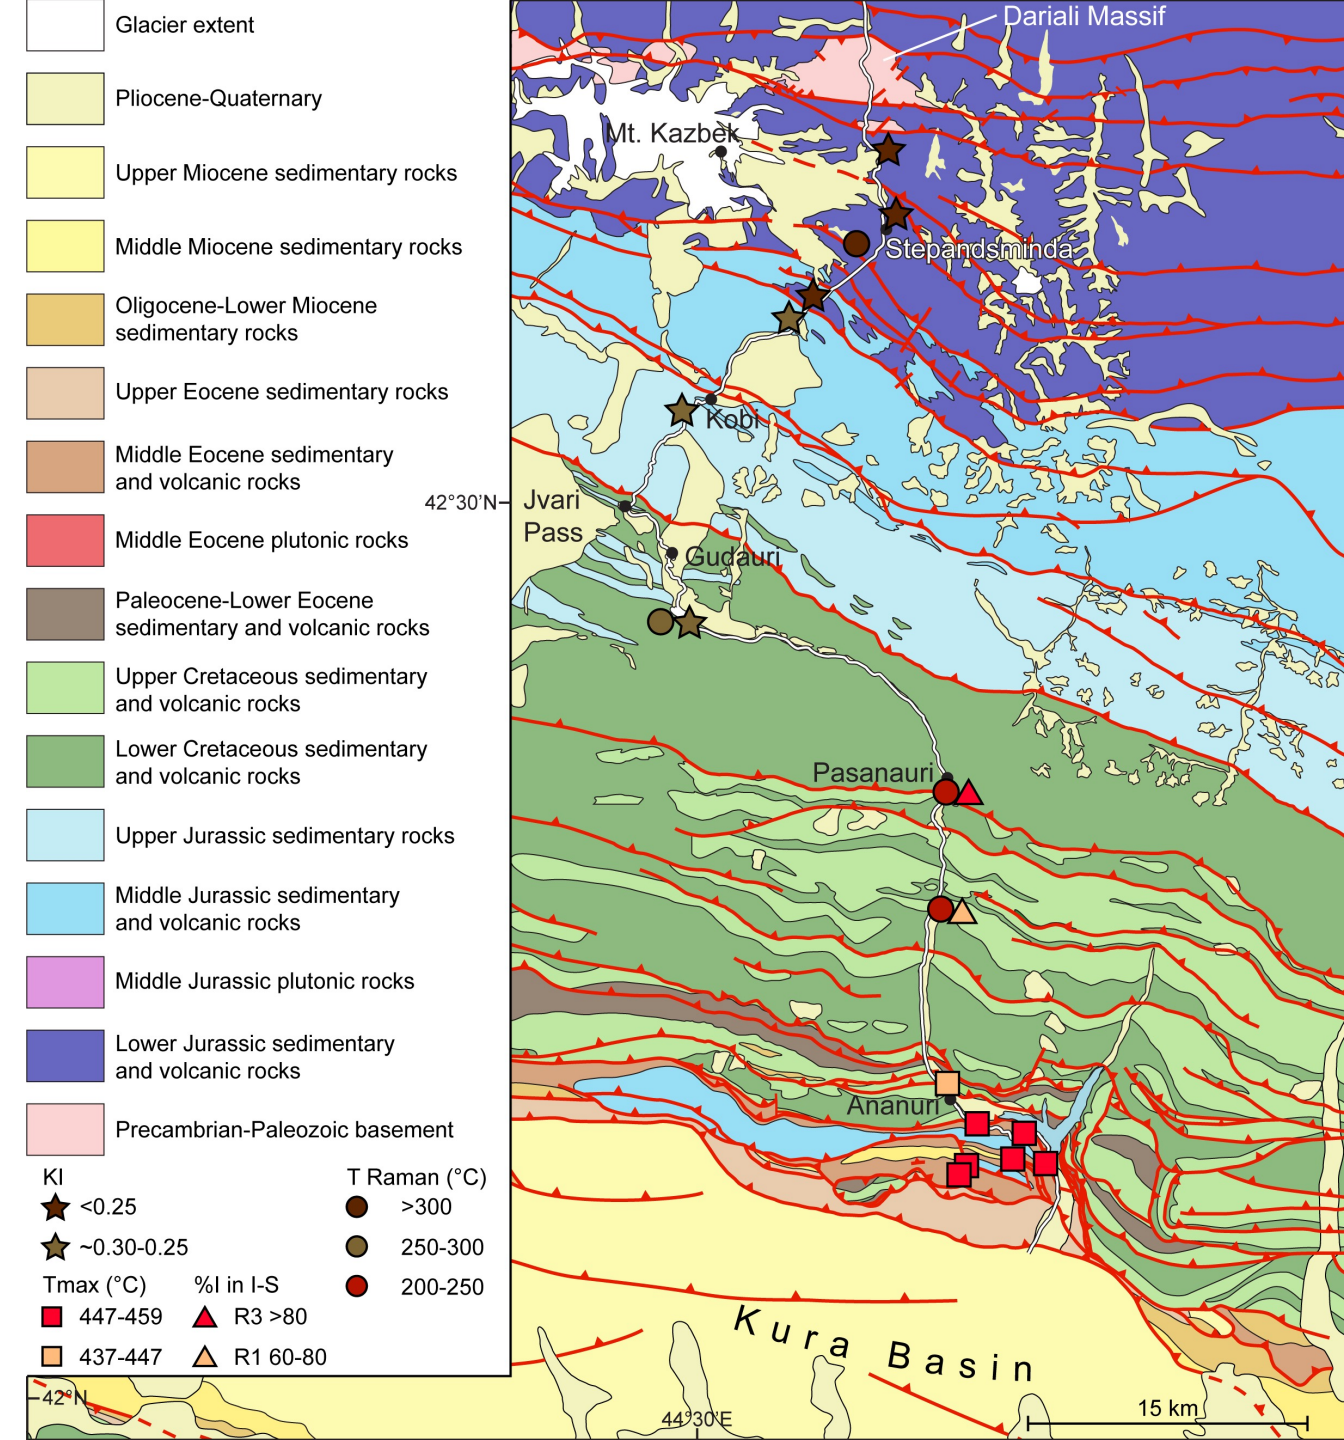 Glacier extent
Pliocene-Quaternary
Upper Miocene sedimentary rocks
Middle Miocene sedimentary rocks
Oligocene-Lower Miocene
sedimentary rocks
Upper Eocene sedimentary rocks
Middle Eocene sedimentary
and volcanic rocks
Middle Eocene plutonic rocks
Paleocene-Lower Eocene
sedimentary and volcanic rocks
Upper Cretaceous sedimentary
and volcanic rocks
Lower Cretaceous sedimentary
and volcanic rocks
Upper Jurassic sedimentary rocks
Middle Jurassic sedimentary
and volcanic rocks
Middle Jurassic plutonic rocks
Lower Jurassic sedimentary
and volcanic rocks
Precambrian-Paleozoic basement
KI
<0.25
~0.30-0.25
T Raman (°C)
>300
250-300
200-250
Tmax (°C)
447-459
437-447
%I in I-S
R3 >80
R1 60-80
Dariali Massif
Mt. Kazbek
Stepandsminda
Kobi
42°30'N
Jvari
Pass
Gudauri
Pasanauri
Ananuri
Kura Basin
42°N
44°30'E
15 km